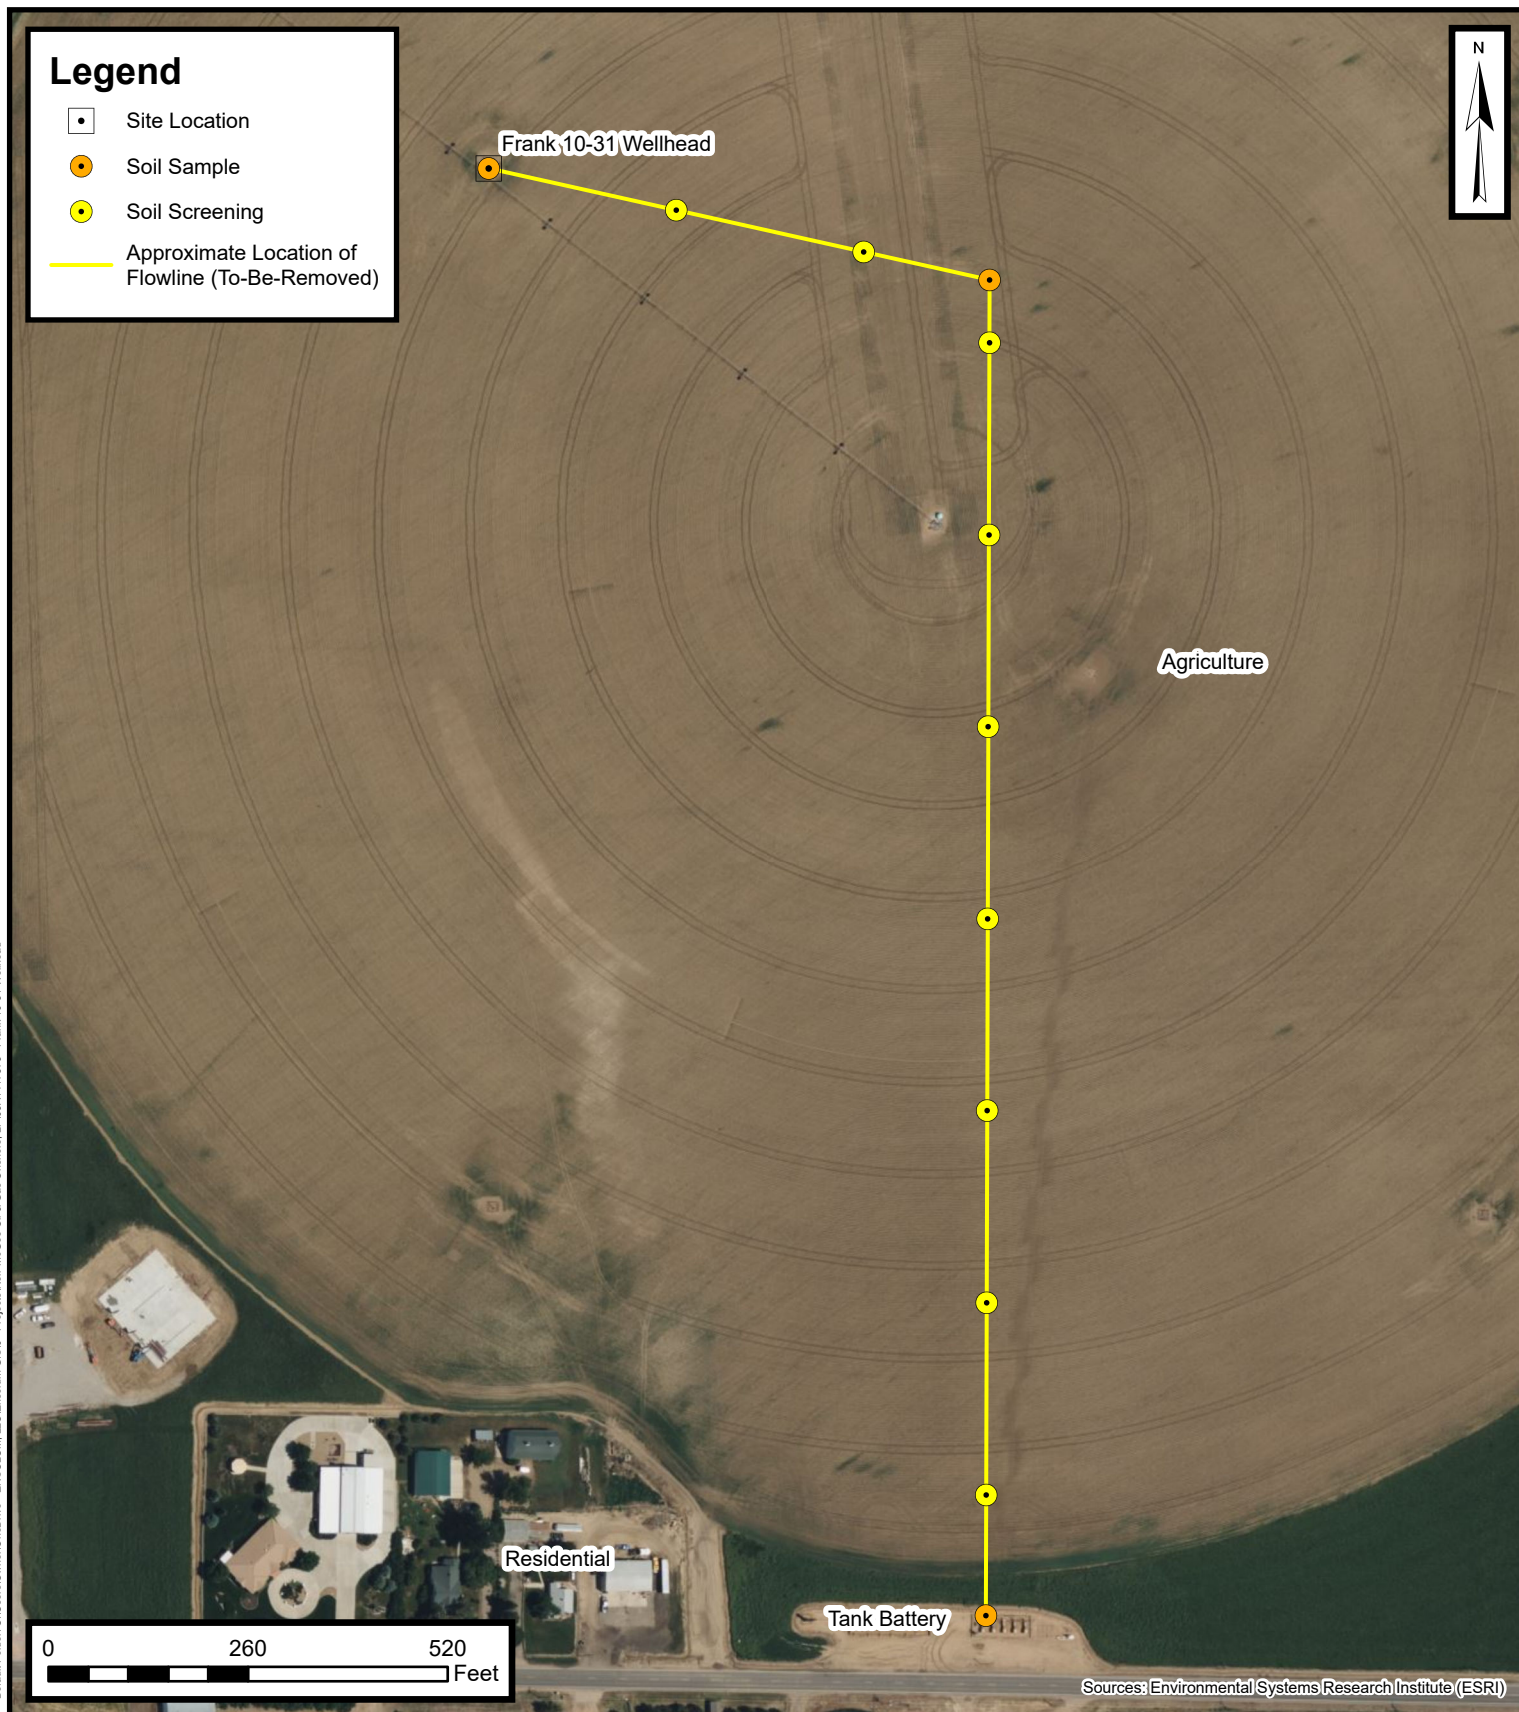 Legend
Site Location
Soil Sample
Soil Screening
Approximate Location of
Flowline (To-Be-Removed)
N
Frank 10-31 Wellhead
Agriculture
Residential
Tank Battery
0 260 520
Feet
Sources: Environmental Systems Research Institute (ESRI)